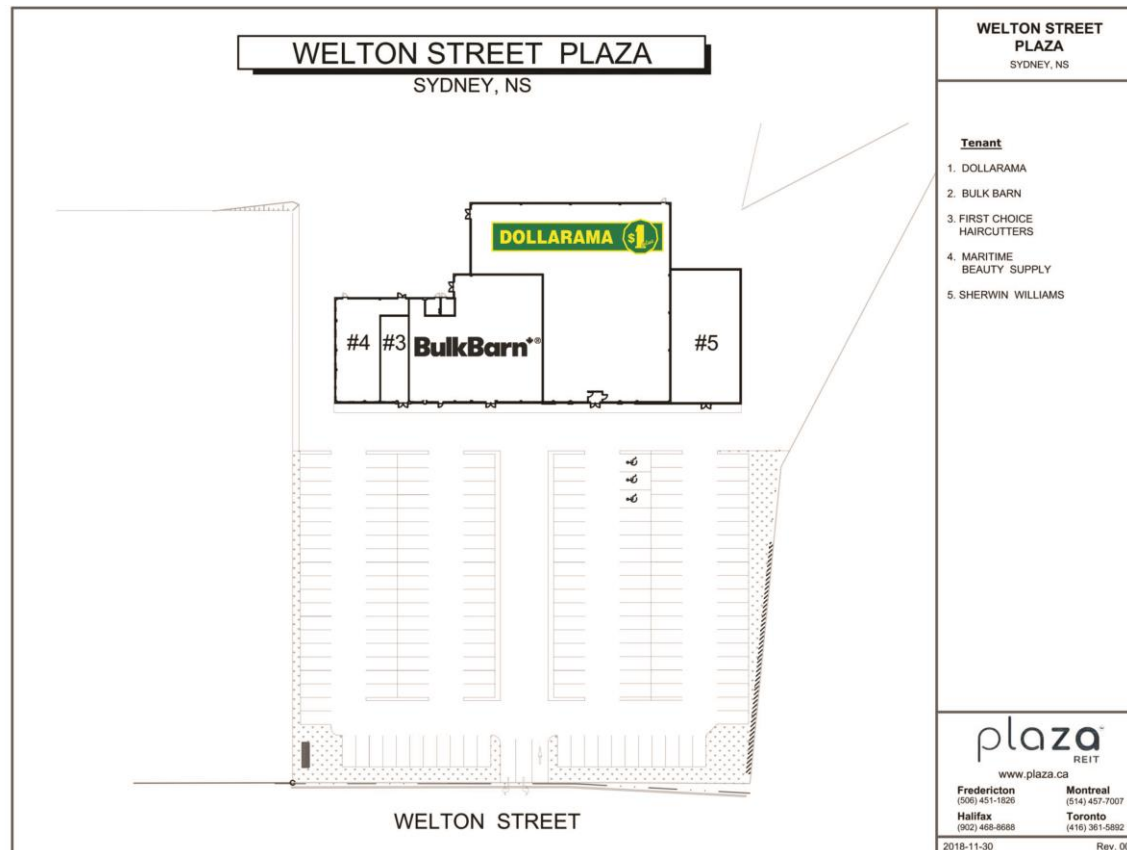 WELTON STREET PLAZA
SYDNEY, NS
DOLLARAMA $1
#4
#3
BulkBarn®
#5
WELTON STREET
WELTON STREET
PLAZA
SYDNEY, NS
Tenant
1. DOLLARAMA
2. BULK BARN
3. FIRST CHOICE
HAIRCUTTERS
4. MARITIME
BEAUTY SUPPLY
5. SHERWIN WILLIAMS
plaza™
REIT
www.plaza.ca
Fredericton Montreal
(506) 451-1826 (514) 457-7007
Halifax Toronto
(902) 468-8688 (416) 361-5892
2018-11-30